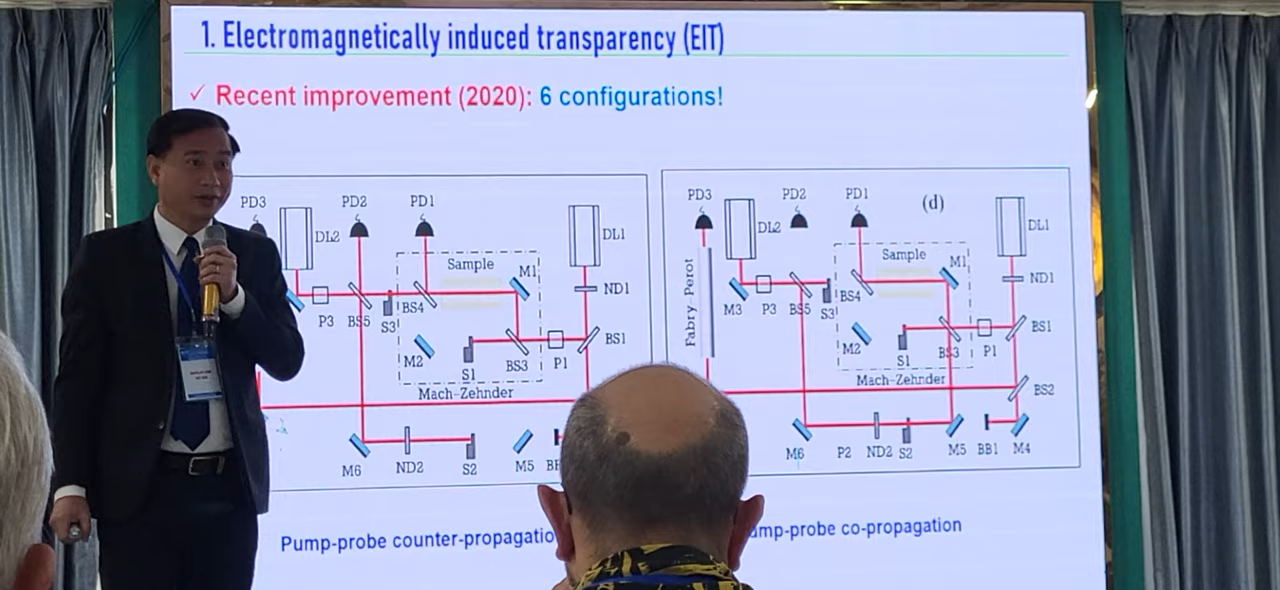 1. Electromagnetically induced transparency (EIT)
✓ Recent improvement (2020): 6 configurations!
PD3
PD2
PD1
DL2
DL1
Sample
M1
ND1
P3
BS5
S3
BS4
BS1
M2
S1
BS3
P1
Mach-Zehnder
M6
ND2
S2
M5
Pump-probe counter-propagatio
PD3
PD2
PD1
(d)
DL2
DL1
Sample
M1
ND1
Fabry-Perot
M3
P3
BS5
S3
BS4
BS1
M2
S1
BS3
P1
Mach-Zehnder
BS2
M6
P2
ND2
S2
M5
BB1
M4
ump-probe co-propagation